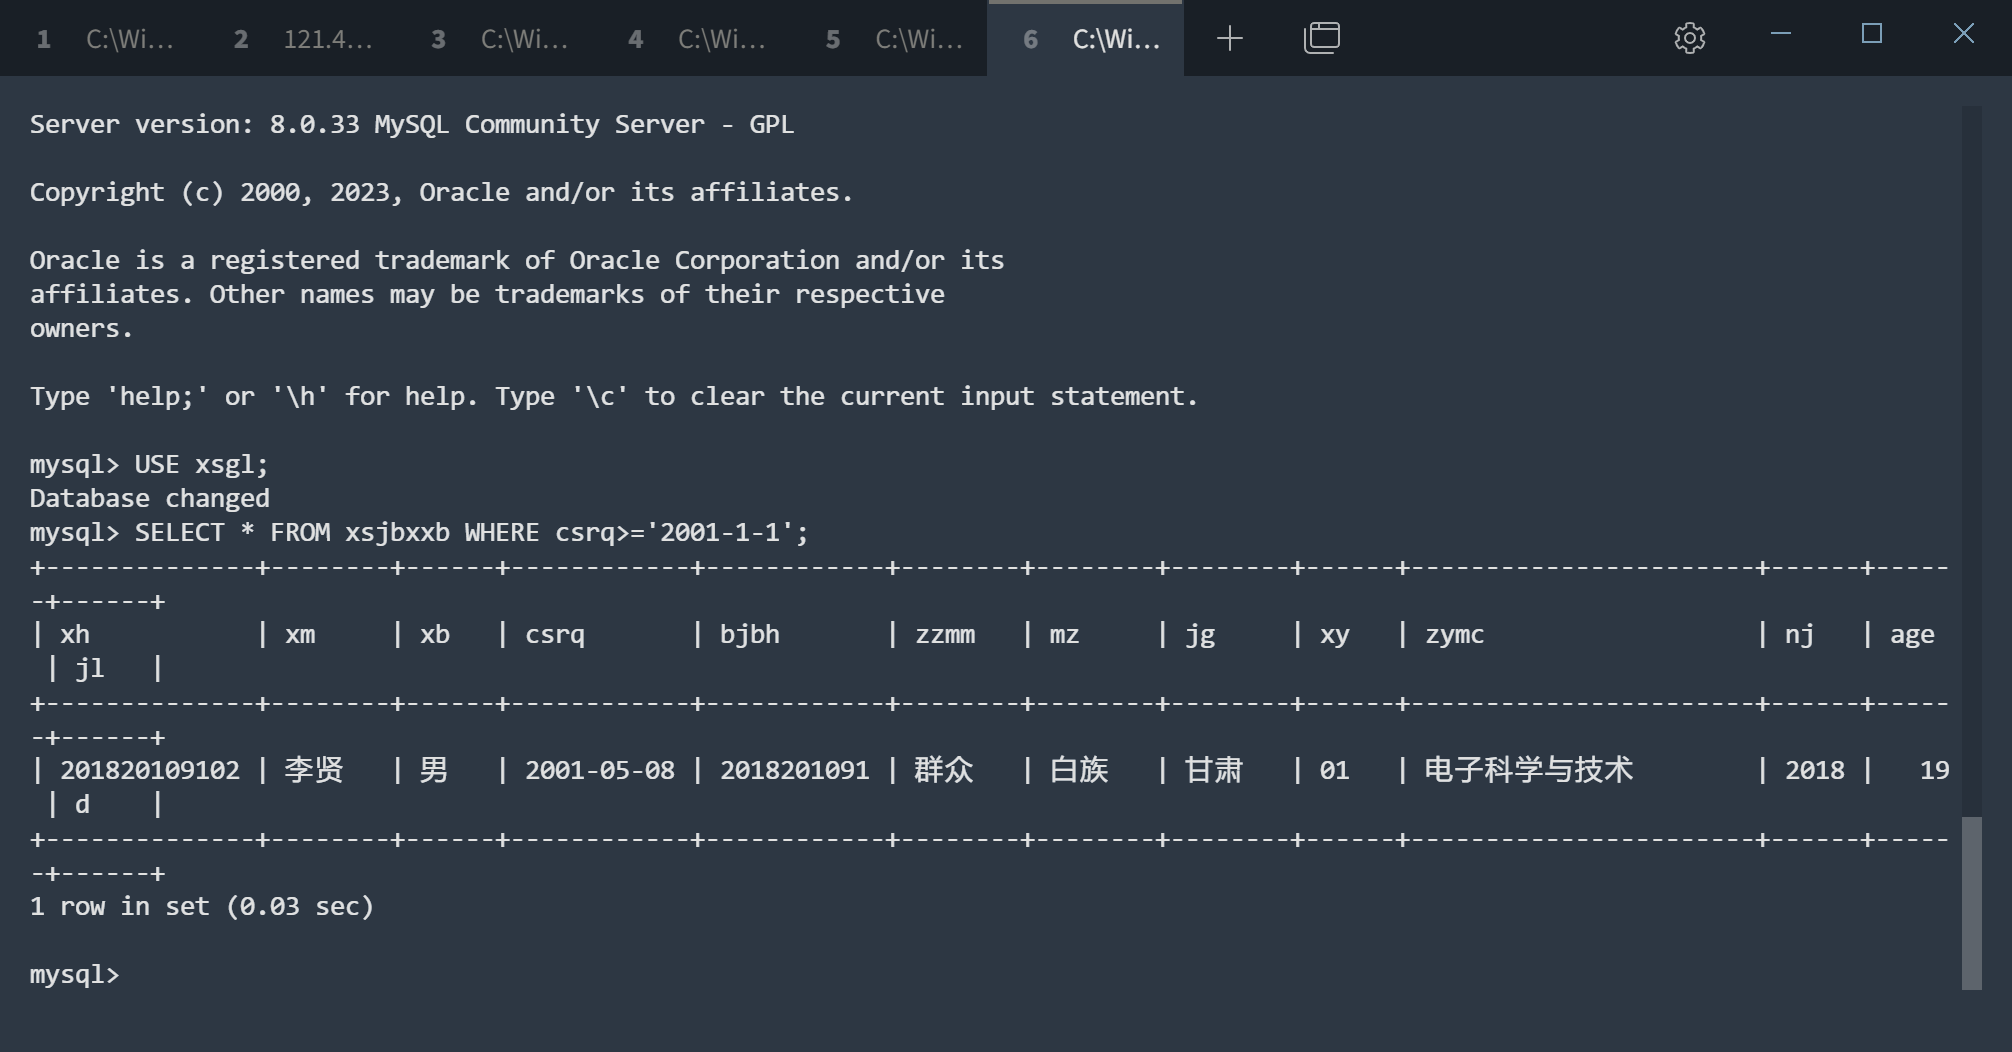 1 C:\Wi... 2 121.4... 3 C:\Wi... 4 C:\Wi... 5 C:\Wi... 6 C:\Wi...
Server version: 8.0.33 MySQL Community Server - GPL
Copyright (c) 2000, 2023, Oracle and/or its affiliates.
Oracle is a registered trademark of Oracle Corporation and/or its
affiliates. Other names may be trademarks of their respective
owners.
Type 'help;' or '\h' for help. Type '\c' to clear the current input statement.
mysql> USE xsgl;
Database changed
mysql> SELECT * FROM xsjbxxb WHERE csrq>='2001-1-1';
+--------------+--------+------+------------+------------+--------+--------+--------+------+-----------------------+------+-----
-+------+
| xh           | xm     | xb   | csrq       | bjbh       | zzmm   | mz     | jg     | xy   | zymc                  | nj   | age
 | jl   |
+--------------+--------+------+------------+------------+--------+--------+--------+------+-----------------------+------+-----
-+------+
| 201820109102 | 李贤   | 男   | 2001-05-08 | 2018201091 | 群众   | 白族   | 甘肃   | 01   | 电子科学与技术        | 2018 |   19
 | d    |
+--------------+--------+------+------------+------------+--------+--------+--------+------+-----------------------+------+-----
-+------+
1 row in set (0.03 sec)
mysql>